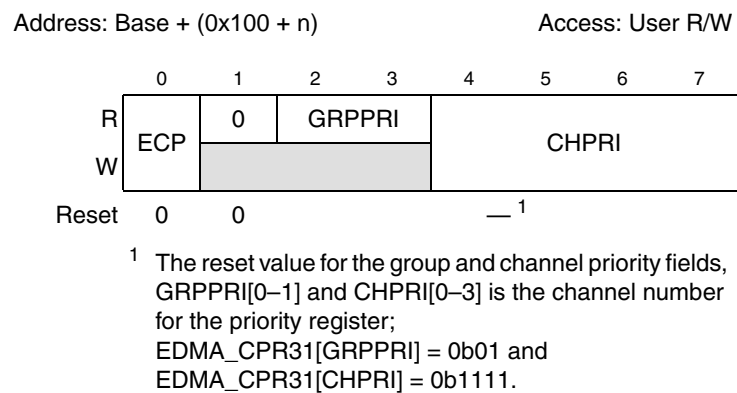 Address: Base + (0x100 + n) Access: User R/W
0 1 2 3 4 5 6 7
R ECP 0 GRPPRI CHPRI
W
Reset 0 0 — 1
1 The reset value for the group and channel priority fields,
GRPPRI[0–1] and CHPRI[0–3] is the channel number
for the priority register;
EDMA_CPR31[GRPPRI] = 0b01 and
EDMA_CPR31[CHPRI] = 0b1111.